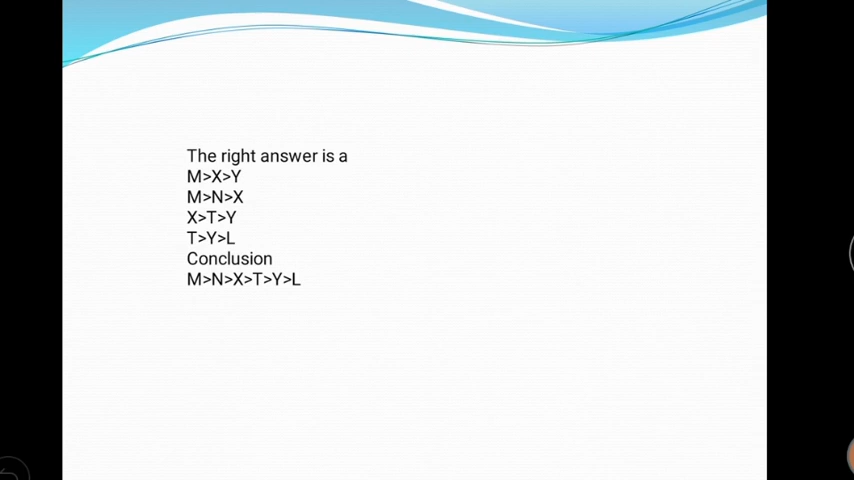 The right answer is a
M>X>Y
M>N>X
X>T>Y
T>Y>L
Conclusion
M>N>X>T>Y>L